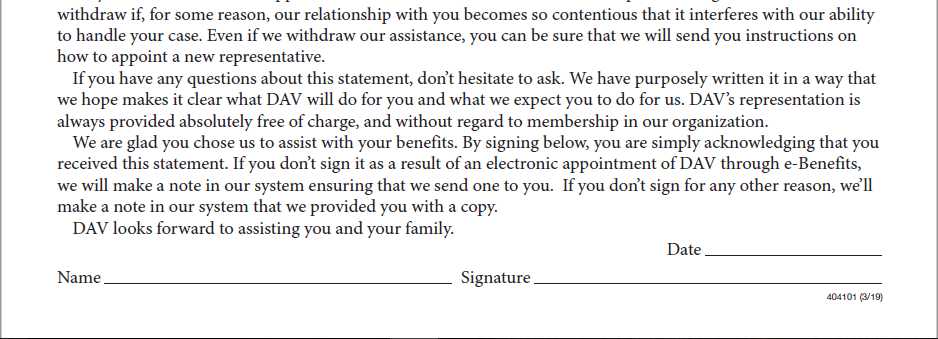 withdraw if, for some reason, our relationship with you becomes so contentious that it interferes with our ability
to handle your case. Even if we withdraw our assistance, you can be sure that we will send you instructions on
how to appoint a new representative.
If you have any questions about this statement, don’t hesitate to ask. We have purposely written it in a way that
we hope makes it clear what DAV will do for you and what we expect you to do for us. DAV’s representation is
always provided absolutely free of charge, and without regard to membership in our organization.
We are glad you chose us to assist with your benefits. By signing below, you are simply acknowledging that you
received this statement. If you don’t sign it as a result of an electronic appointment of DAV through e-Benefits,
we will make a note in our system ensuring that we send one to you.  If you don’t sign for any other reason, we’ll
make a note in our system that we provided you with a copy.
DAV looks forward to assisting you and your family.
Date
Name Signature
404101 (3/19)